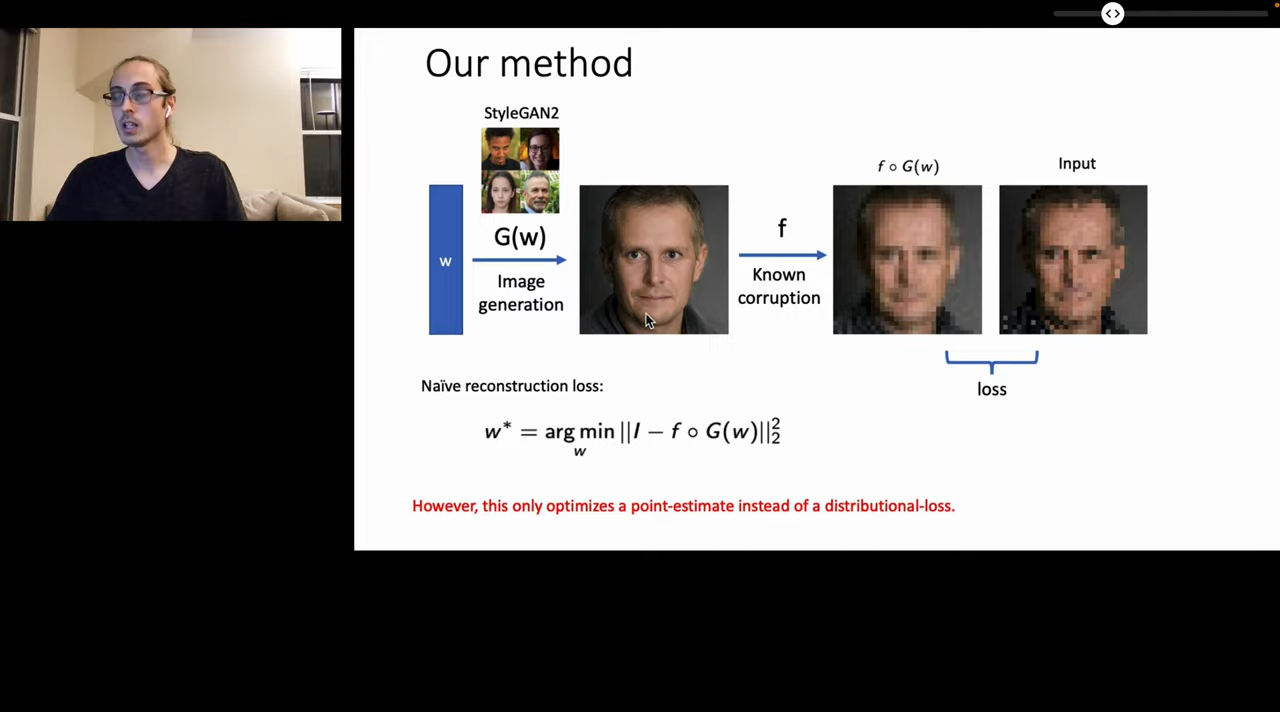 Our method
StyleGAN2
w
G(w)
Image
generation
f
Known
corruption
f ∘ G(w)
Input
loss
Naïve reconstruction loss:
w* = arg min ||I − f ∘ G(w)||₂²
w
However, this only optimizes a point-estimate instead of a distributional-loss.